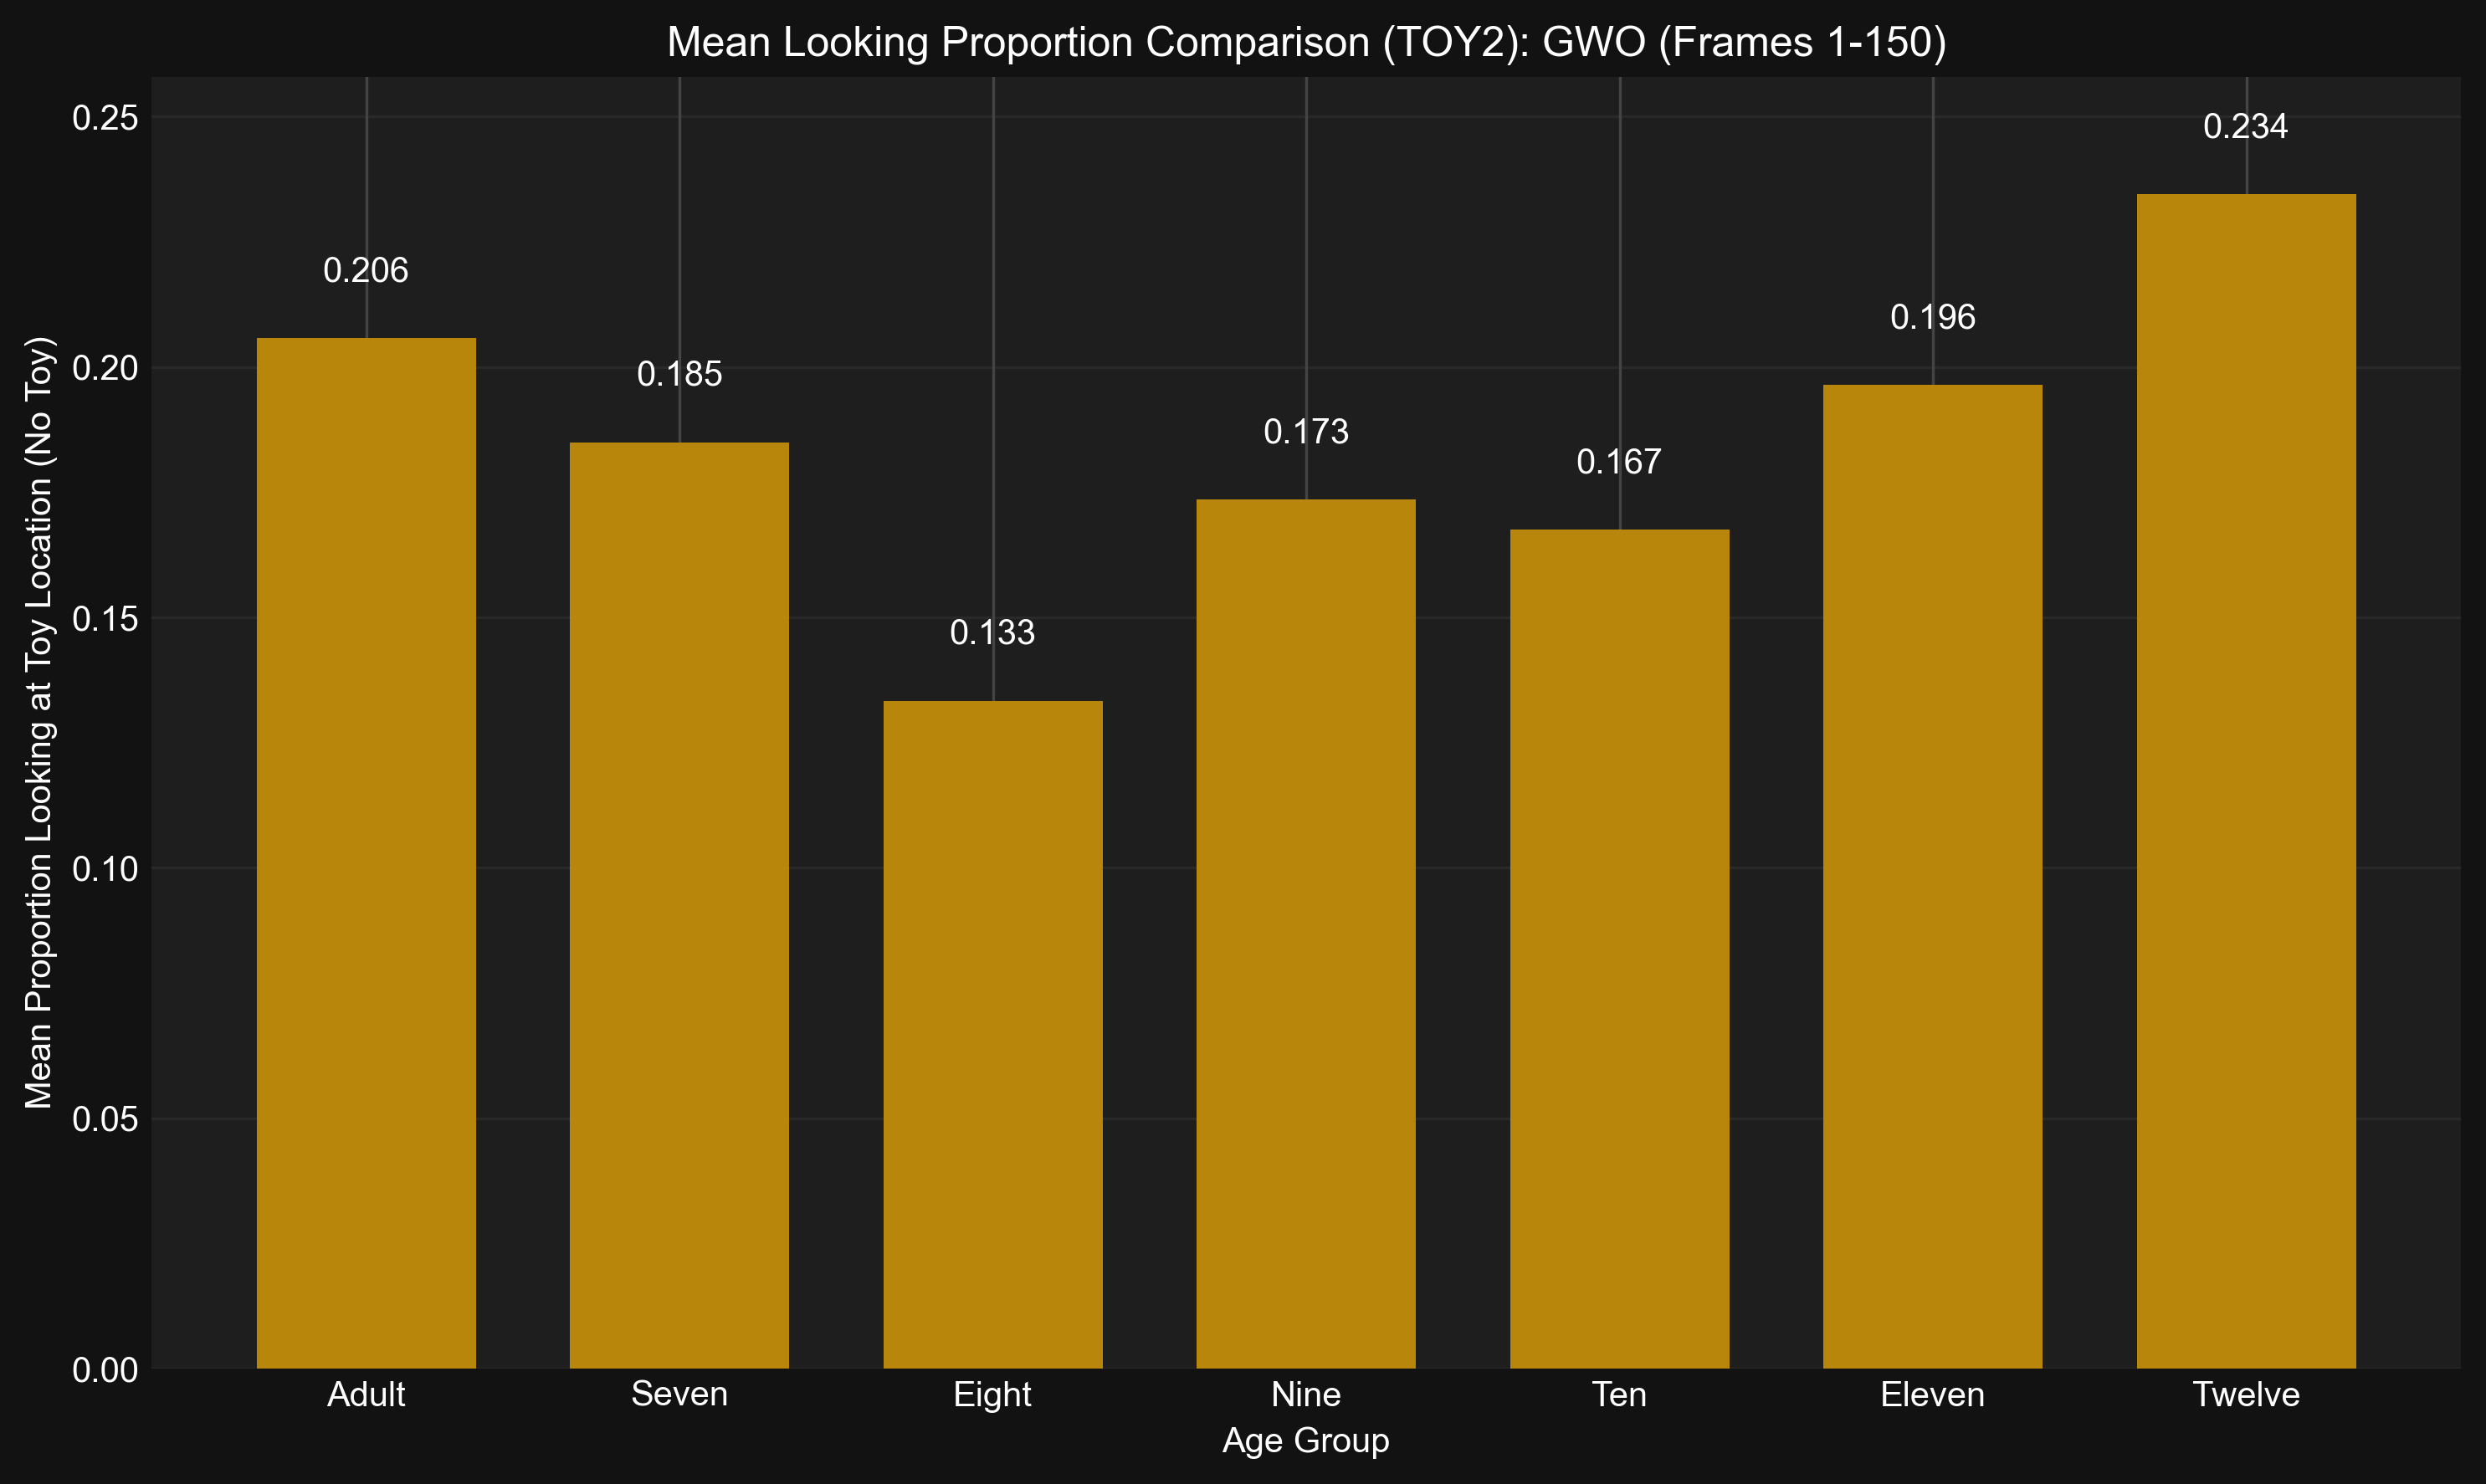 Mean Looking Proportion Comparison (TOY2): GWO (Frames 1-150)
Mean Proportion Looking at Toy Location (No Toy)
0.25
0.20
0.15
0.10
0.05
0.00
0.206
0.185
0.133
0.173
0.167
0.196
0.234
Adult
Seven
Eight
Nine
Ten
Eleven
Twelve
Age Group